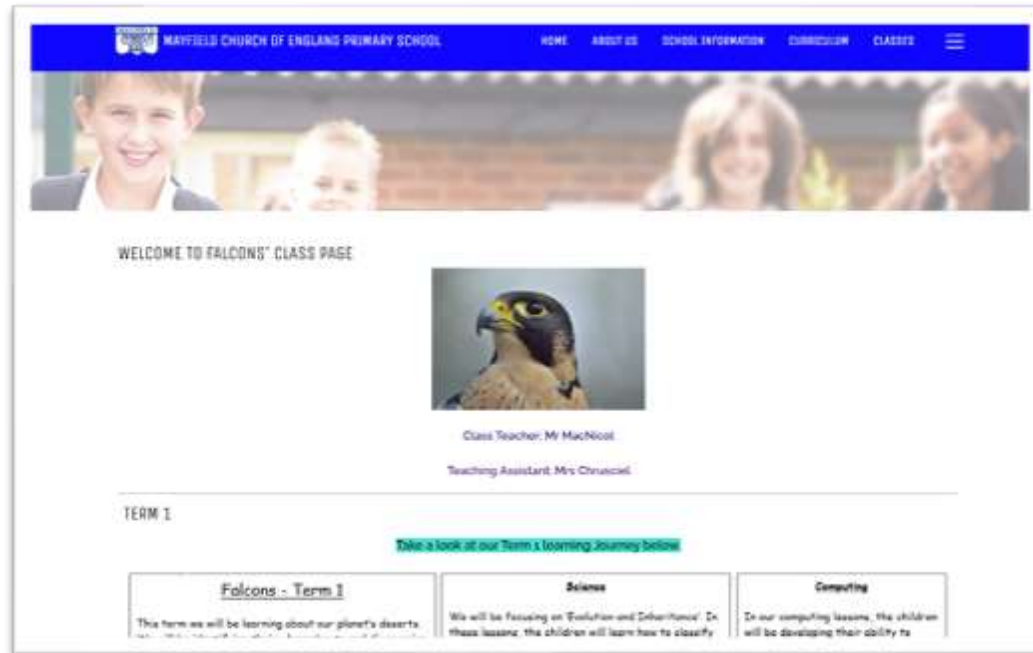 MAYFIELD CHURCH OF ENGLAND PRIMARY SCHOOL
HOME ABOUT US SCHOOL INFORMATION CURRICULUM CLASSES
WELCOME TO FALCONS' CLASS PAGE
Class Teacher: Mr MacNicol
Teaching Assistant: Mrs Chrusciel
TERM 1
Take a look at our Term 1 learning Journey below.
Falcons - Term 1
This term we will be learning about our planet's deserts.
Science
We will be focusing on 'Evolution and Inheritance'. In
these lessons, the children will learn how to classify
Computing
In our computing lessons, the children
will be developing their ability to